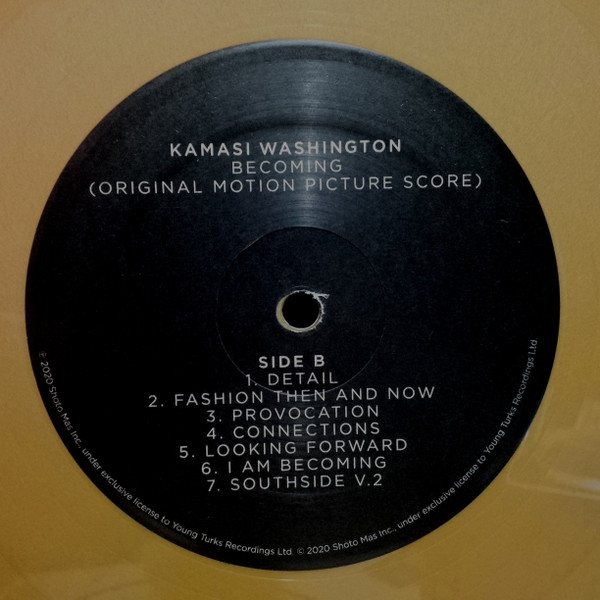 KAMASI WASHINGTON
BECOMING
(ORIGINAL MOTION PICTURE SCORE)
SIDE B
1. DETAIL
2. FASHION THEN AND NOW
3. PROVOCATION
4. CONNECTIONS
5. LOOKING FORWARD
6. I AM BECOMING
7. SOUTHSIDE V.2
℗ 2020 Shoto Mas Inc., under exclusive license to Young Turks Recordings Ltd. © 2020 Shoto Mas Inc., under exclusive license to Young Turks Recordings Ltd.